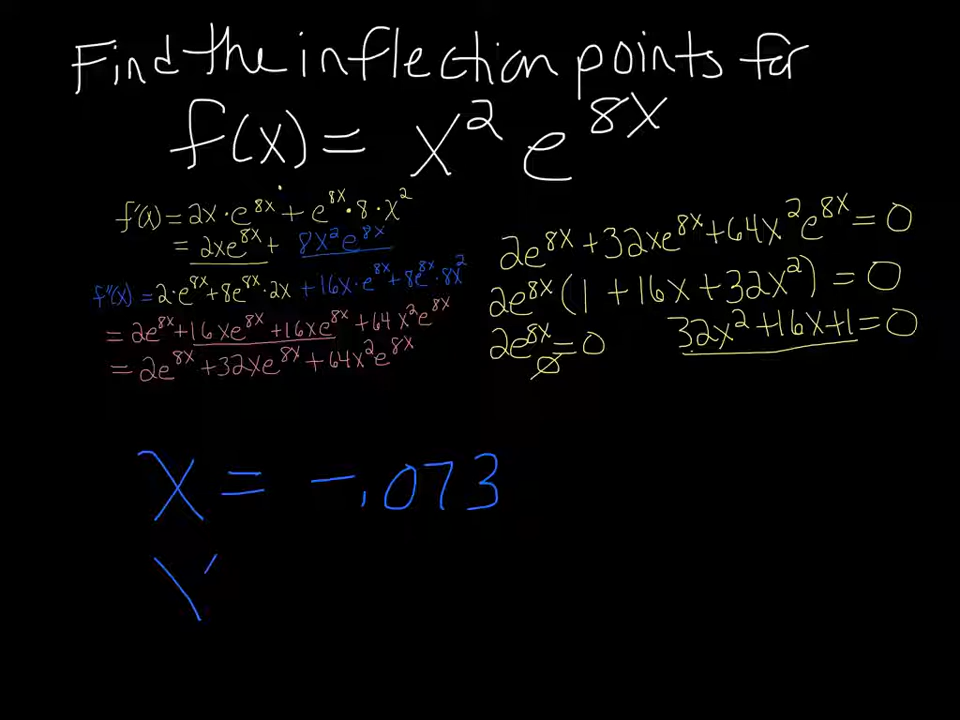 Find the inflection points for
f(x) = x² e^8x
f'(x) = 2x · e^8x + e^8x · 8 · x²
= 2xe^8x + 8x²e^8x
f''(x) = 2 · e^8x + 8e^8x · 2x + 16x · e^8x + 8e^8x · 8x²
= 2e^8x + 16xe^8x + 16xe^8x + 64x²e^8x
= 2e^8x + 32xe^8x + 64x²e^8x
2e^8x + 32xe^8x + 64x²e^8x = 0
2e^8x (1 + 16x + 32x²) = 0
2e^8x = 0 32x² + 16x + 1 = 0
Ø
X = -.073
Y